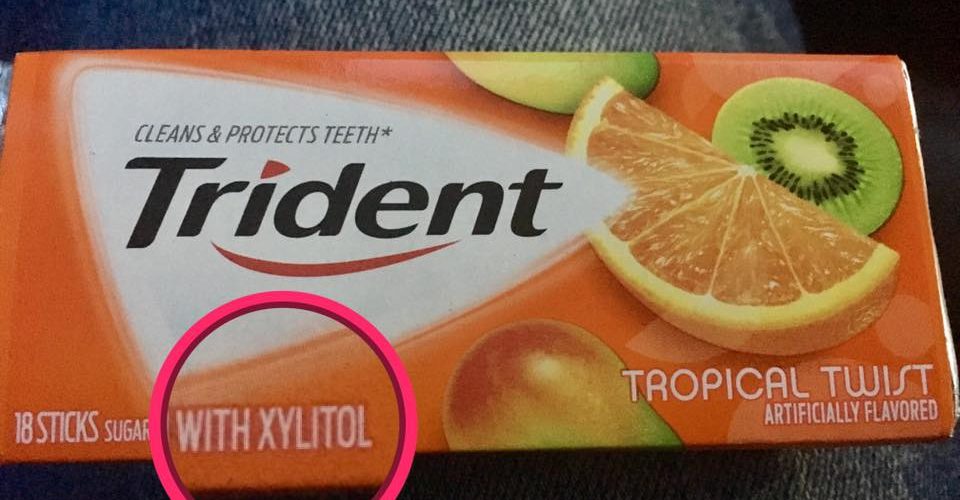 CLEANS & PROTECTS TEETH*
Trident
TROPICAL TWIST
ARTIFICIALLY FLAVORED
18 STICKS SUGAR WITH XYLITOL